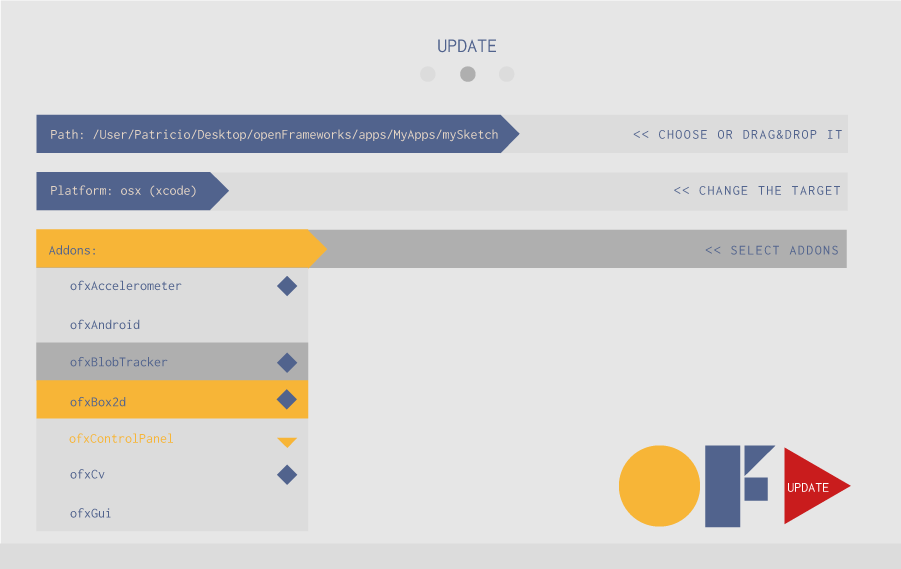 UPDATE
Path: /User/Patricio/Desktop/openFrameworks/apps/MyApps/mySketch << CHOOSE OR DRAG&DROP IT
Platform: osx (xcode) << CHANGE THE TARGET
Addons: << SELECT ADDONS
ofxAccelerometer
ofxAndroid
ofxBlobTracker
ofxBox2d
ofxControlPanel
ofxCv
ofxGui
UPDATE